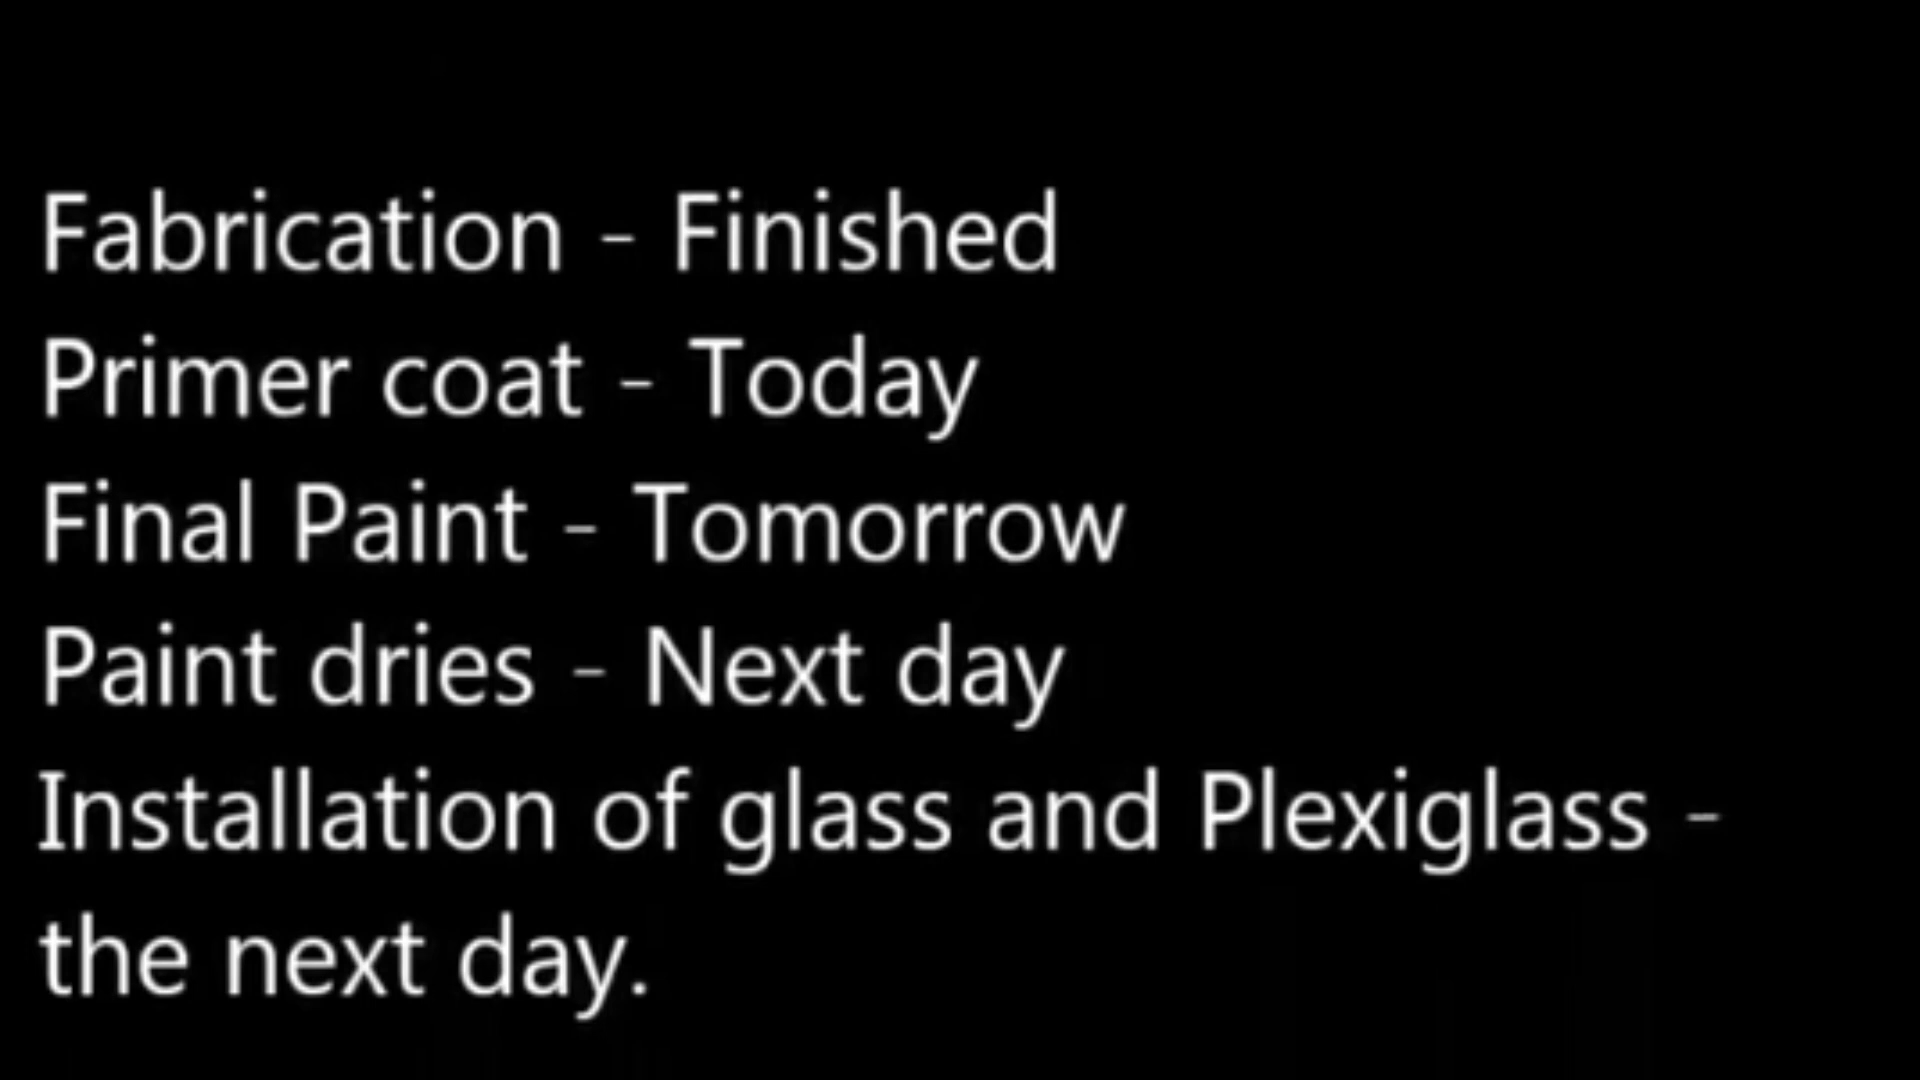 Fabrication - Finished
Primer coat - Today
Final Paint - Tomorrow
Paint dries - Next day
Installation of glass and Plexiglass -
the next day.